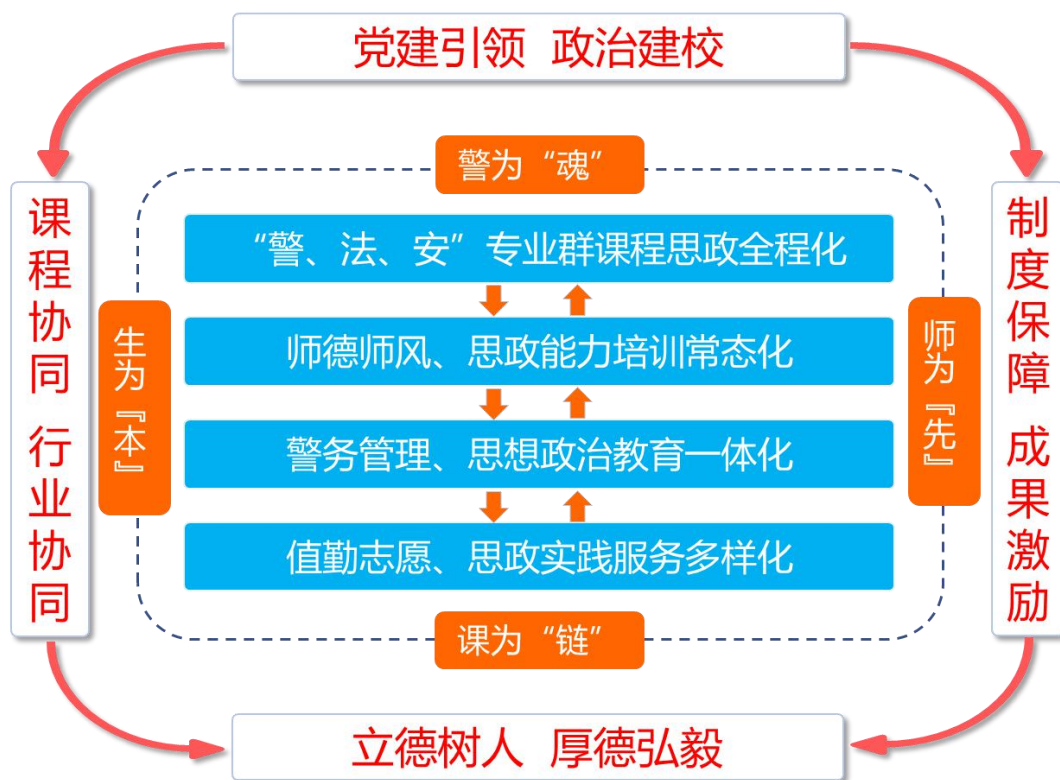 党建引领 政治建校
警为“魂”
课程协同 行业协同
生为『本』
“警、法、安”专业群课程思政全程化
师德师风、思政能力培训常态化
警务管理、思想政治教育一体化
值勤志愿、思政实践服务多样化
师为『先』
制度保障 成果激励
课为“链”
立德树人 厚德弘毅